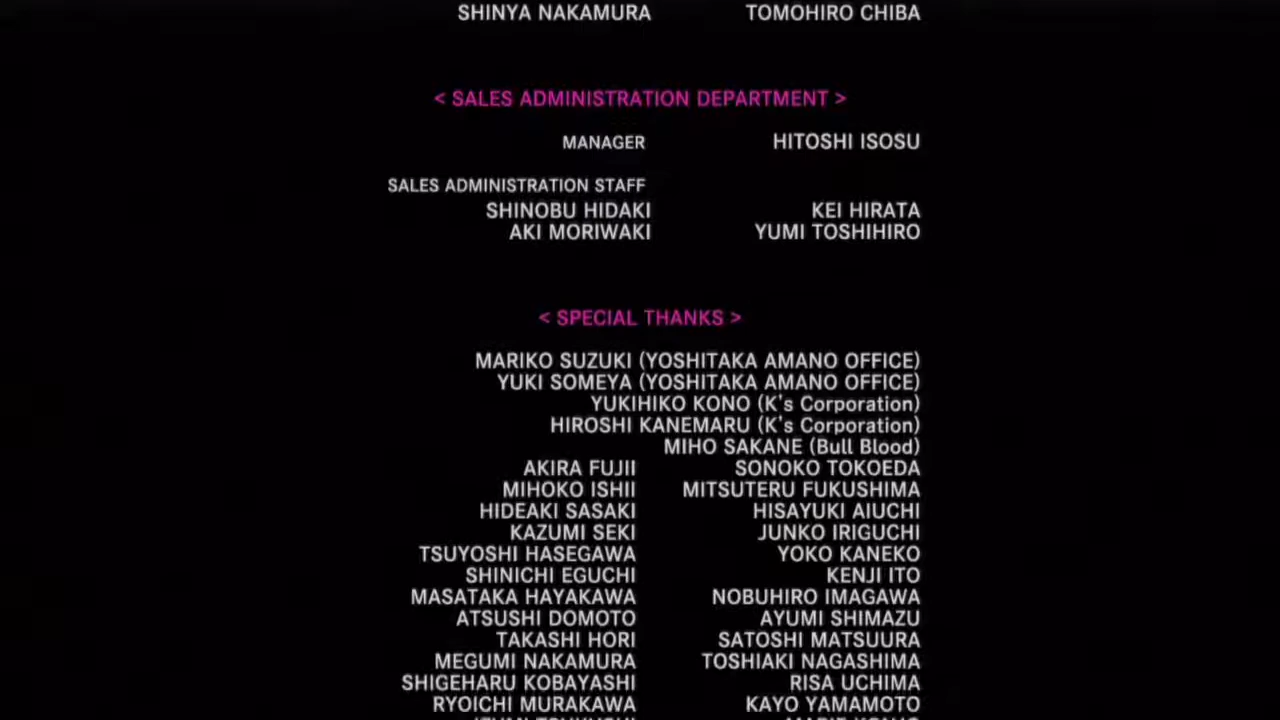 SHINYA NAKAMURA TOMOHIRO CHIBA
< SALES ADMINISTRATION DEPARTMENT >
MANAGER HITOSHI ISOSU
SALES ADMINISTRATION STAFF
SHINOBU HIDAKI KEI HIRATA
AKI MORIWAKI YUMI TOSHIHIRO
< SPECIAL THANKS >
MARIKO SUZUKI (YOSHITAKA AMANO OFFICE)
YUKI SOMEYA (YOSHITAKA AMANO OFFICE)
YUKIHIKO KONO (K's Corporation)
HIROSHI KANEMARU (K's Corporation)
MIHO SAKANE (Bull Blood)
AKIRA FUJII SONOKO TOKOEDA
MIHOKO ISHII MITSUTERU FUKUSHIMA
HIDEAKI SASAKI HISAYUKI AIUCHI
KAZUMI SEKI JUNKO IRIGUCHI
TSUYOSHI HASEGAWA YOKO KANEKO
SHINICHI EGUCHI KENJI ITO
MASATAKA HAYAKAWA NOBUHIRO IMAGAWA
ATSUSHI DOMOTO AYUMI SHIMAZU
TAKASHI HORI SATOSHI MATSUURA
MEGUMI NAKAMURA TOSHIAKI NAGASHIMA
SHIGEHARU KOBAYASHI RISA UCHIMA
RYOICHI MURAKAWA KAYO YAMAMOTO